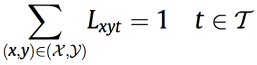 ∑_{(x,y)∈(𝒳,𝒴)} L_{xyt} = 1    t ∈ 𝒯